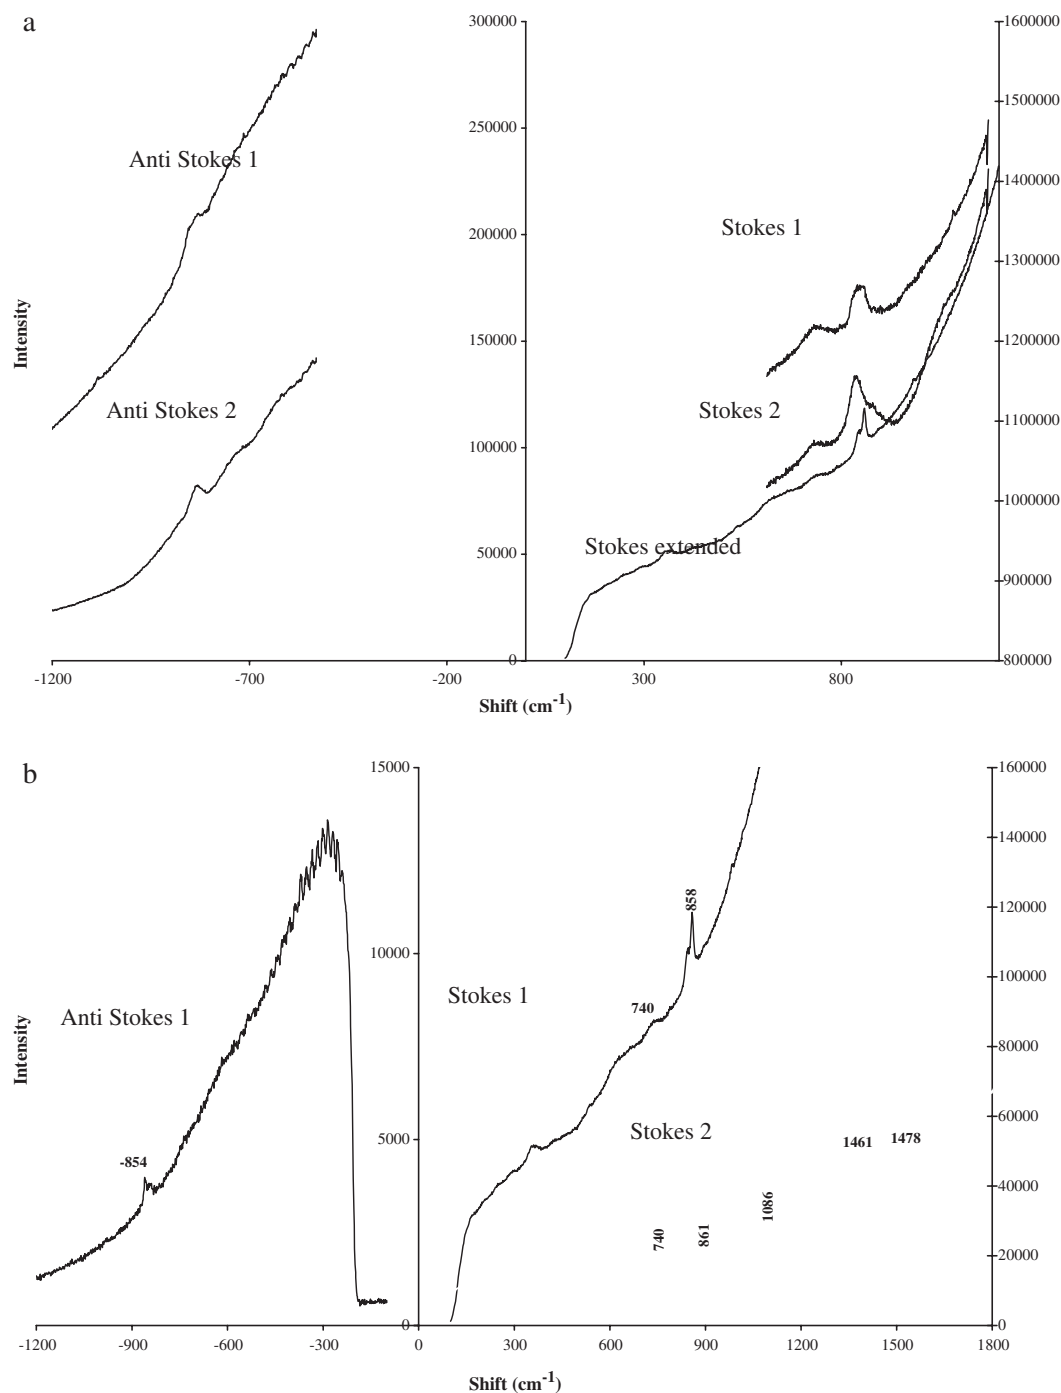 a
300000
250000
200000
150000
100000
50000
0
1600000
1500000
1400000
1300000
1200000
1100000
1000000
900000
800000
Anti Stokes 1
Anti Stokes 2
Stokes 1
Stokes 2
Stokes extended
Intensity
-1200 -700 -200 300 800
Shift (cm-1)
b
15000
10000
5000
0
160000
140000
120000
100000
80000
60000
40000
20000
0
858
740
Stokes 1
Anti Stokes 1
-854
Stokes 2
1461 1478
1086
740 861
Intensity
-1200 -900 -600 -300 0 300 600 900 1200 1500 1800
Shift (cm-1)